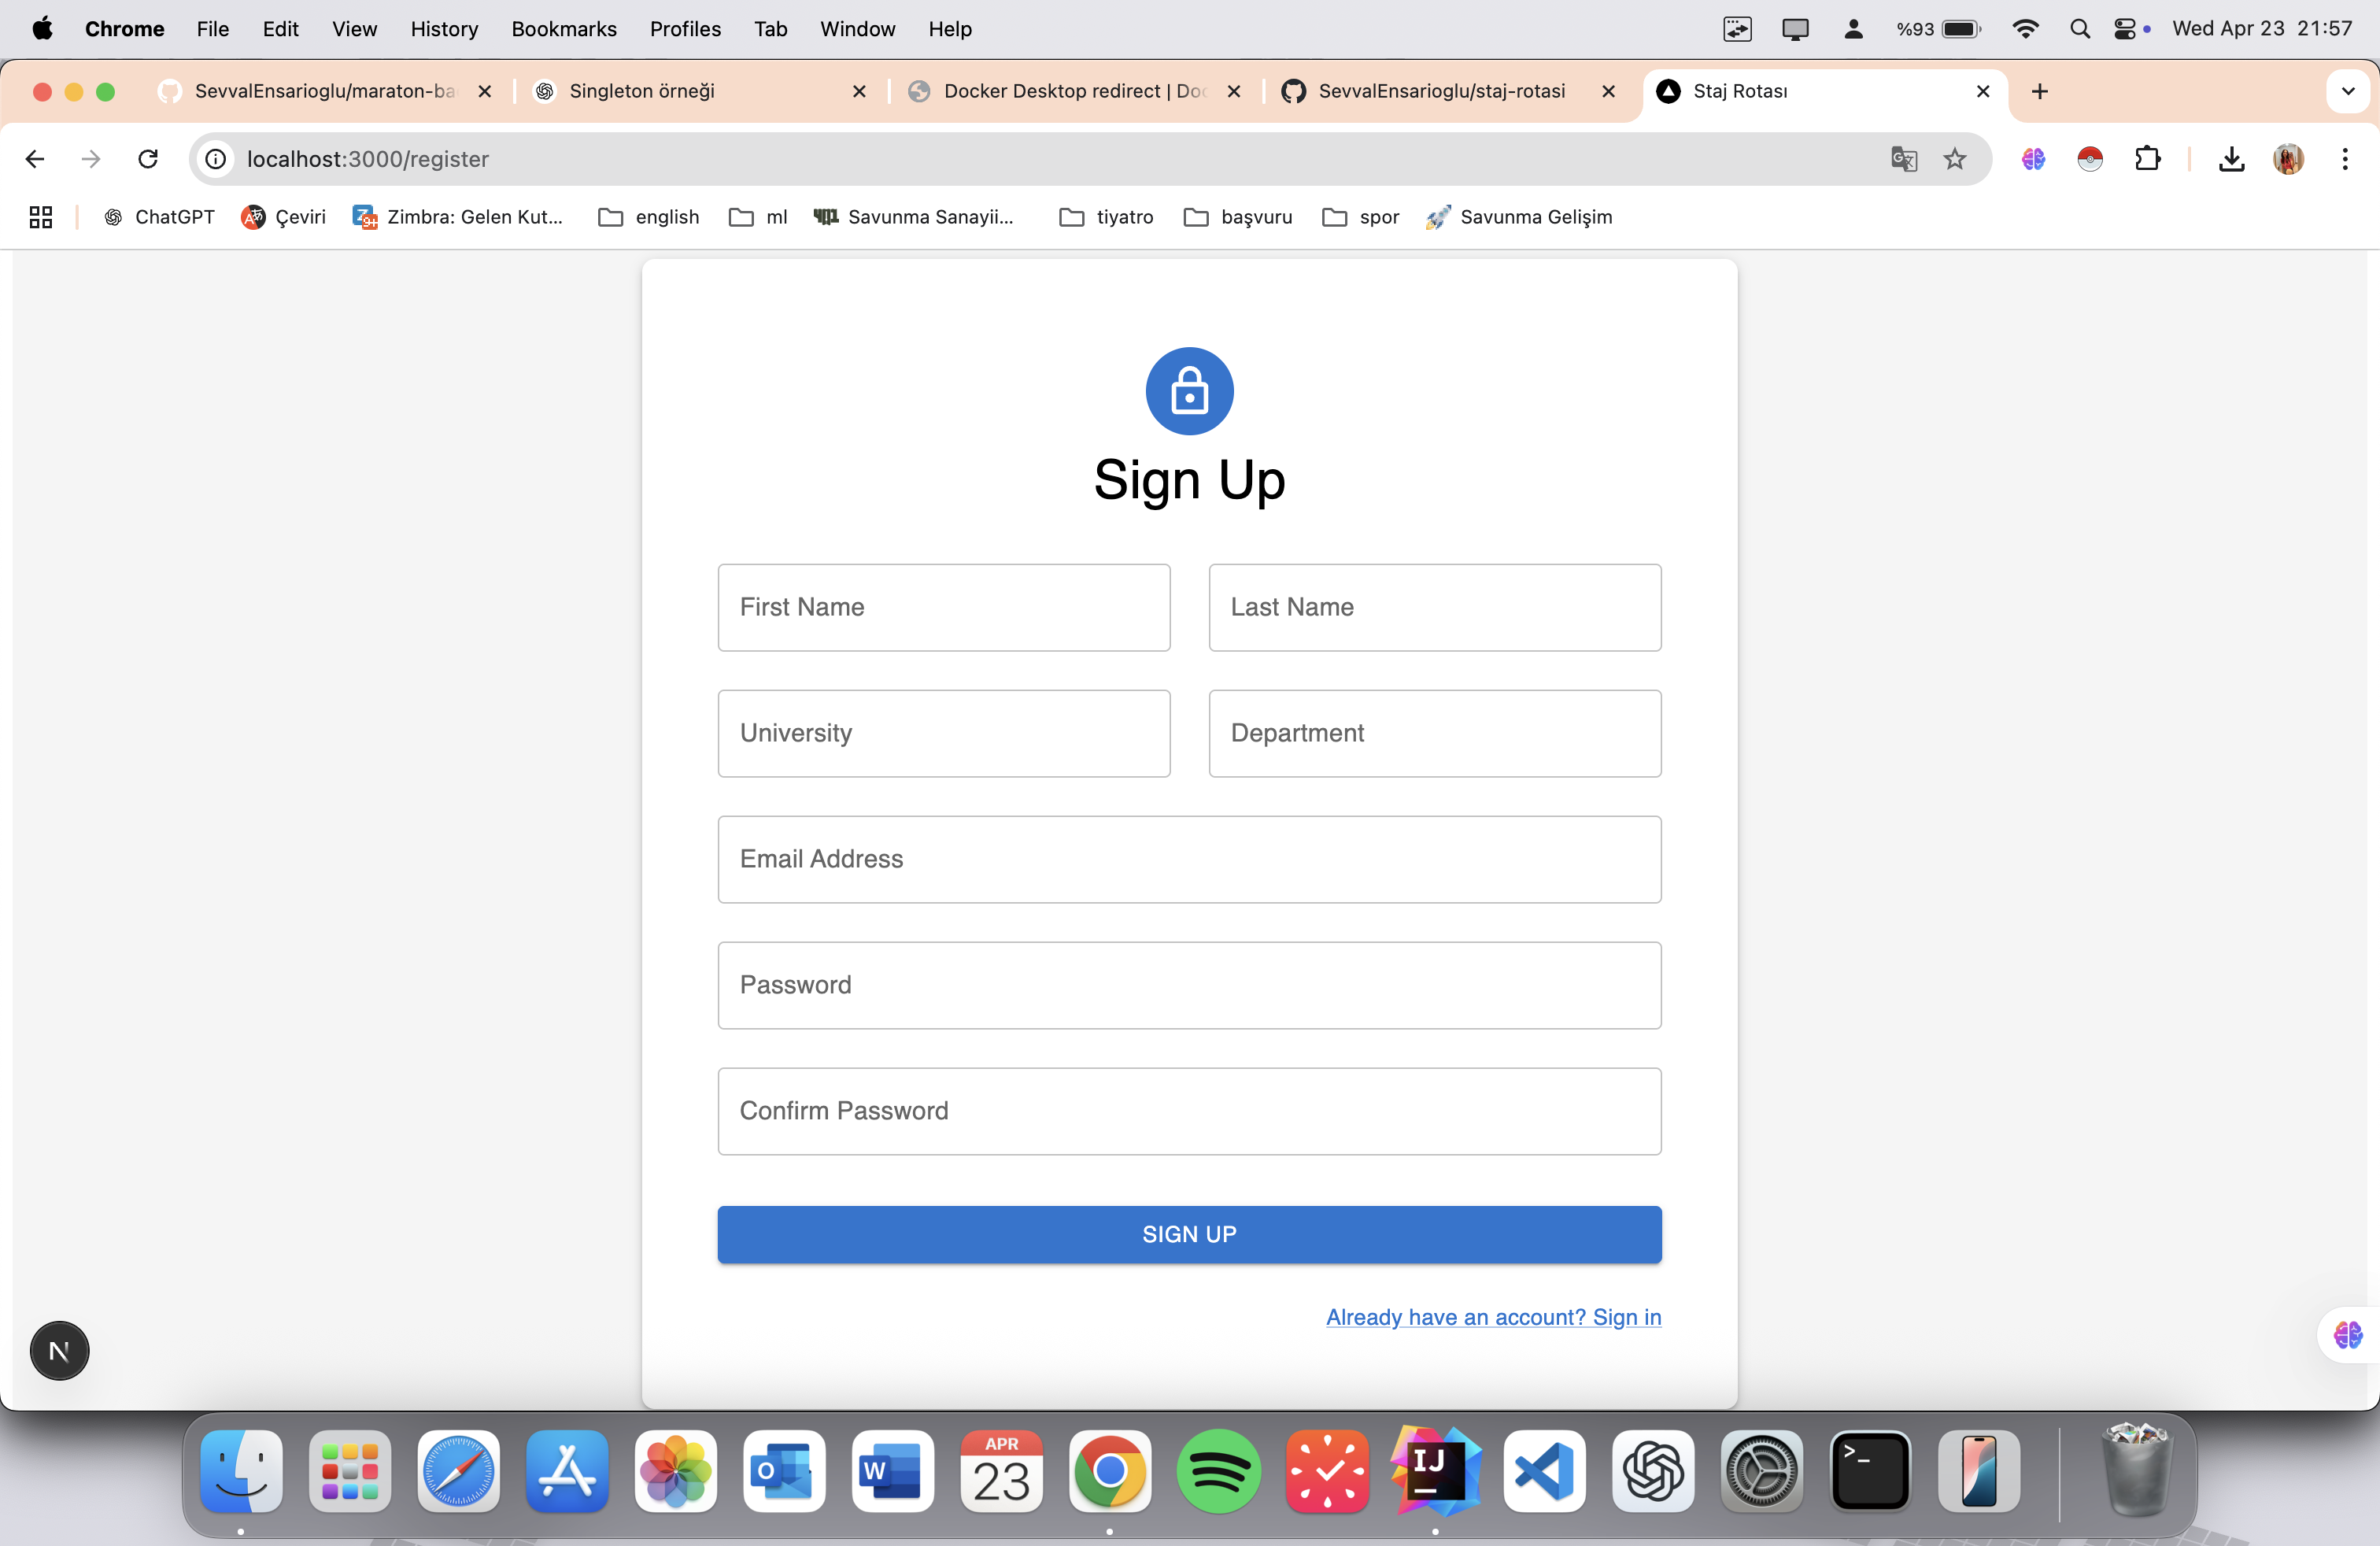 Chrome File Edit View History Bookmarks Profiles Tab Window Help %93 Wed Apr 23 21:57
SevvalEnsarioglu/maraton-ba Singleton örneği Docker Desktop redirect | Doc SevvalEnsarioglu/staj-rotasi Staj Rotası
localhost:3000/register
ChatGPT Çeviri Zimbra: Gelen Kut... english ml Savunma Sanayii... tiyatro başvuru spor Savunma Gelişim
Sign Up
First Name Last Name
University Department
Email Address
Password
Confirm Password
SIGN UP
Already have an account? Sign in
N
APR
23
O
W
IJ
>_